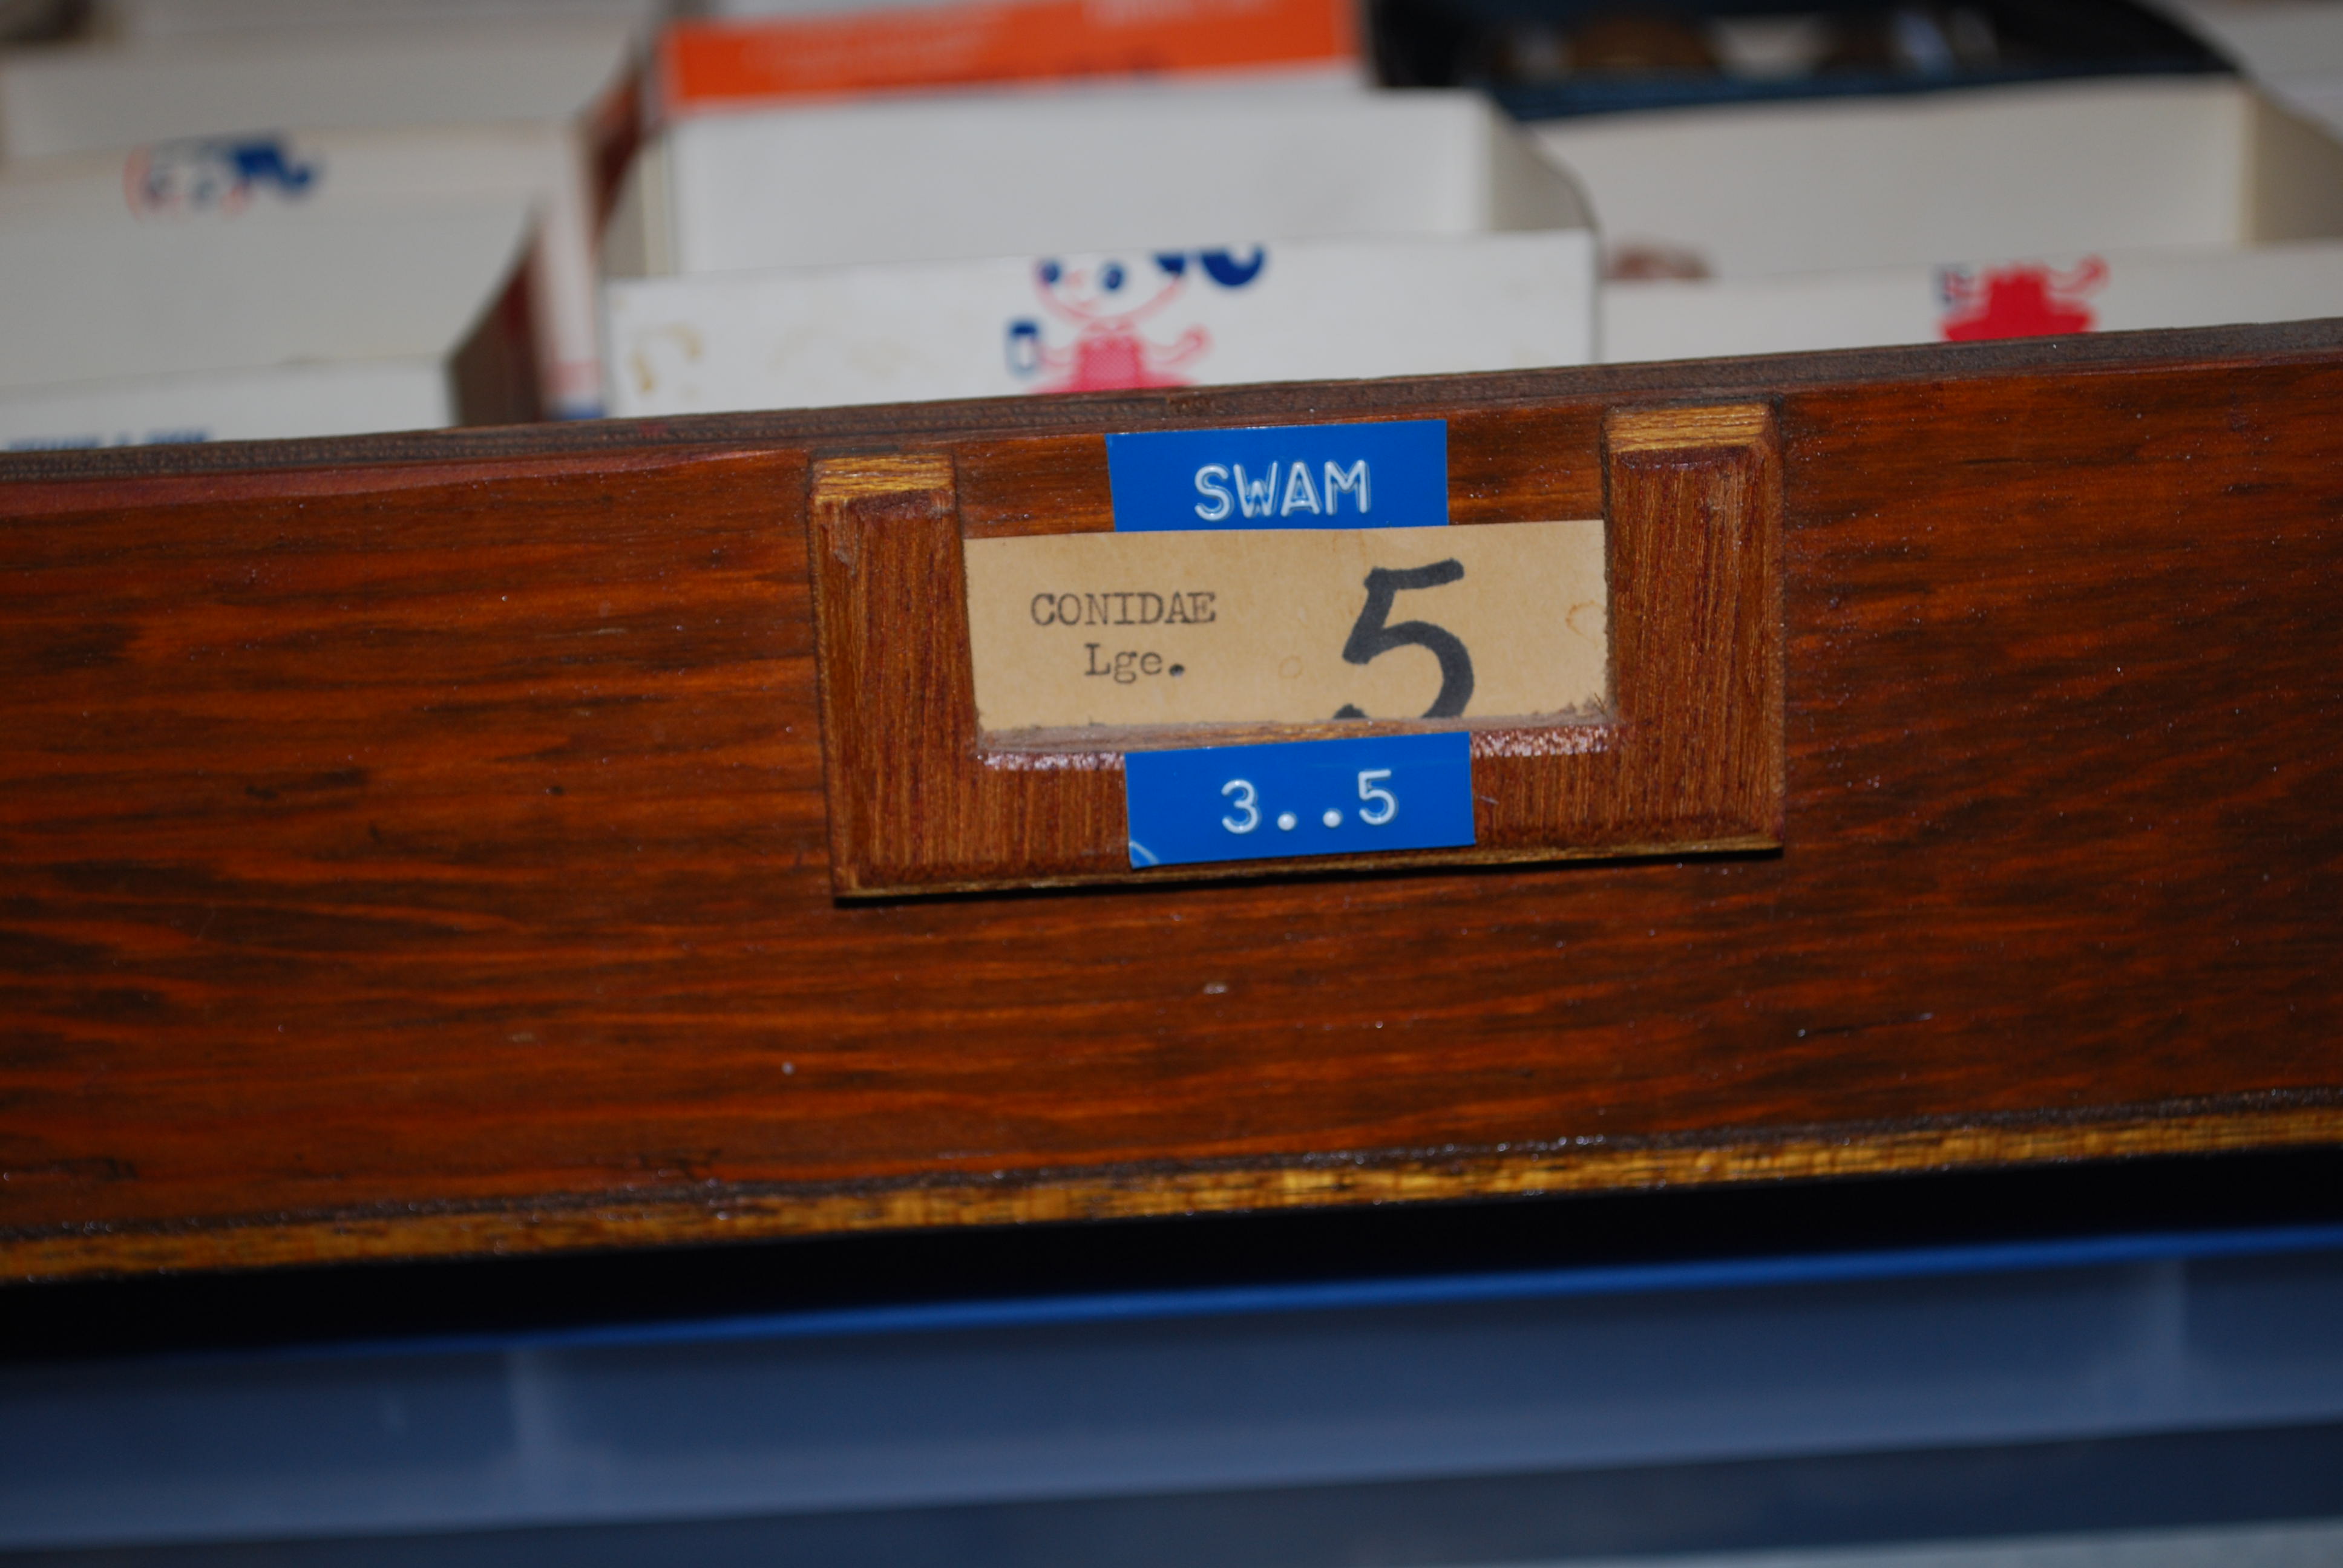 SWAM
CONIDAE
Lge.
5
3..5